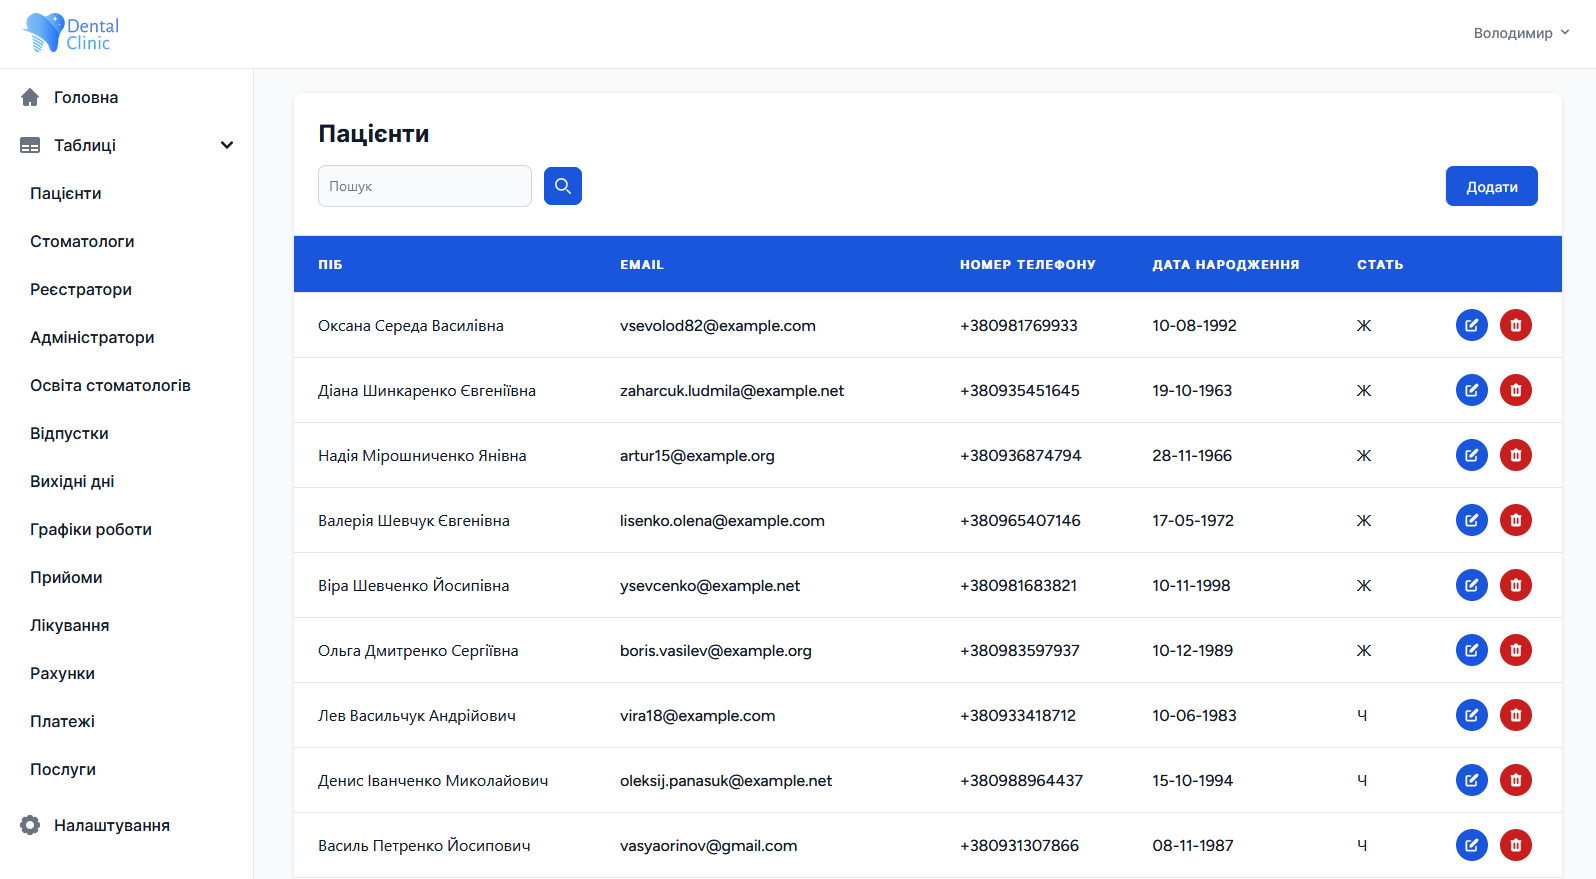 Dental
Clinic
Володимир
Головна
Таблиці
Пацієнти
Стоматологи
Реєстратори
Адміністратори
Освіта стоматологів
Відпустки
Вихідні дні
Графіки роботи
Прийоми
Лікування
Рахунки
Платежі
Послуги
Налаштування
Пацієнти
Пошук
Додати
ПІБ EMAIL НОМЕР ТЕЛЕФОНУ ДАТА НАРОДЖЕННЯ СТАТЬ
Оксана Середа Василівна vsevolod82@example.com +380981769933 10-08-1992 Ж
Діана Шинкаренко Євгеніївна zaharcuk.ludmila@example.net +380935451645 19-10-1963 Ж
Надія Мірошниченко Янівна artur15@example.org +380936874794 28-11-1966 Ж
Валерія Шевчук Євгенівна lisenko.olena@example.com +380965407146 17-05-1972 Ж
Віра Шевченко Йосипівна ysevcenko@example.net +380981683821 10-11-1998 Ж
Ольга Дмитренко Сергіївна boris.vasilev@example.org +380983597937 10-12-1989 Ж
Лев Васильчук Андрійович vira18@example.com +380933418712 10-06-1983 Ч
Денис Іванченко Миколайович oleksij.panasuk@example.net +380988964437 15-10-1994 Ч
Василь Петренко Йосипович vasyaorinov@gmail.com +380931307866 08-11-1987 Ч